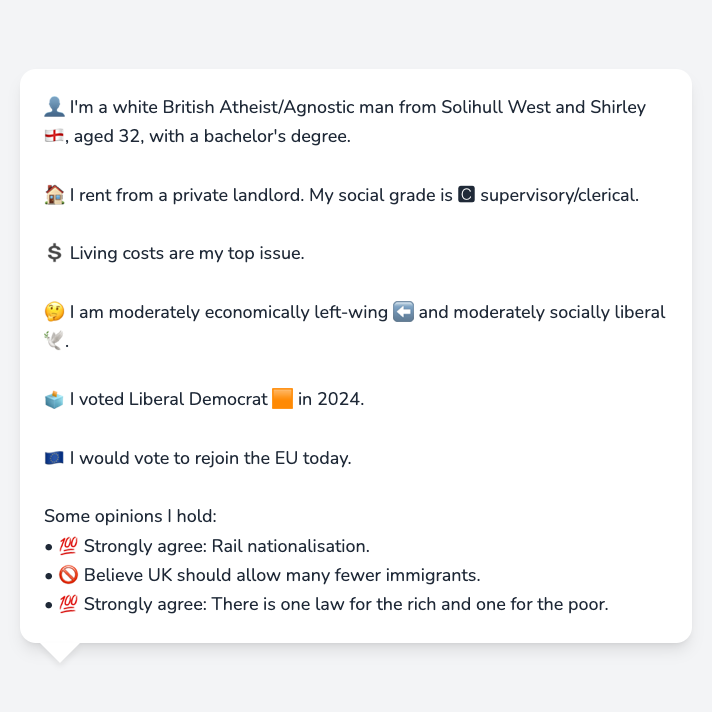 👤 I'm a white British Atheist/Agnostic man from Solihull West and Shirley
🏴󠁧󠁢󠁥󠁮󠁧󠁿, aged 32, with a bachelor's degree.
🏠 I rent from a private landlord. My social grade is 🅲 supervisory/clerical.
💲 Living costs are my top issue.
🤔 I am moderately economically left-wing ⬅️ and moderately socially liberal
🕊️.
🗳️ I voted Liberal Democrat 🟧 in 2024.
🇪🇺 I would vote to rejoin the EU today.
Some opinions I hold:
• 💯 Strongly agree: Rail nationalisation.
• 🚫 Believe UK should allow many fewer immigrants.
• 💯 Strongly agree: There is one law for the rich and one for the poor.